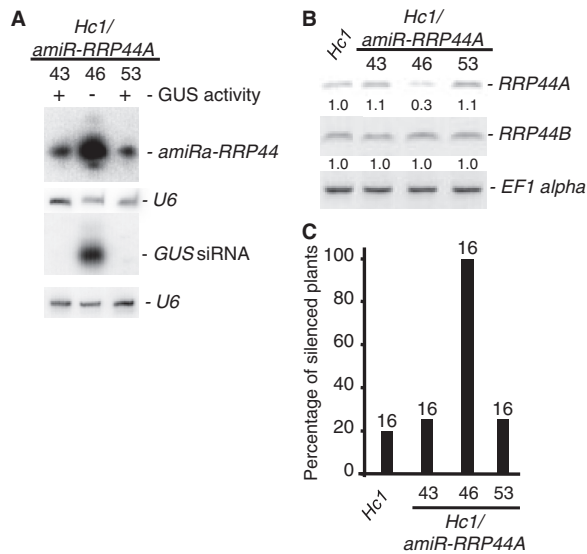 A
Hc1/
amiR-RRP44A
43 46 53
+ - + - GUS activity
- amiRa-RRP44
- U6
- GUS siRNA
- U6
B
Hc1/
Hc1 amiR-RRP44A
43 46 53
- RRP44A
1.0 1.1 0.3 1.1
- RRP44B
1.0 1.0 1.0 1.0
- EF1 alpha
C
Percentage of silenced plants
100
80
60
40
20
0
16 16 16 16
Hc1 43 46 53
Hc1/
amiR-RRP44A